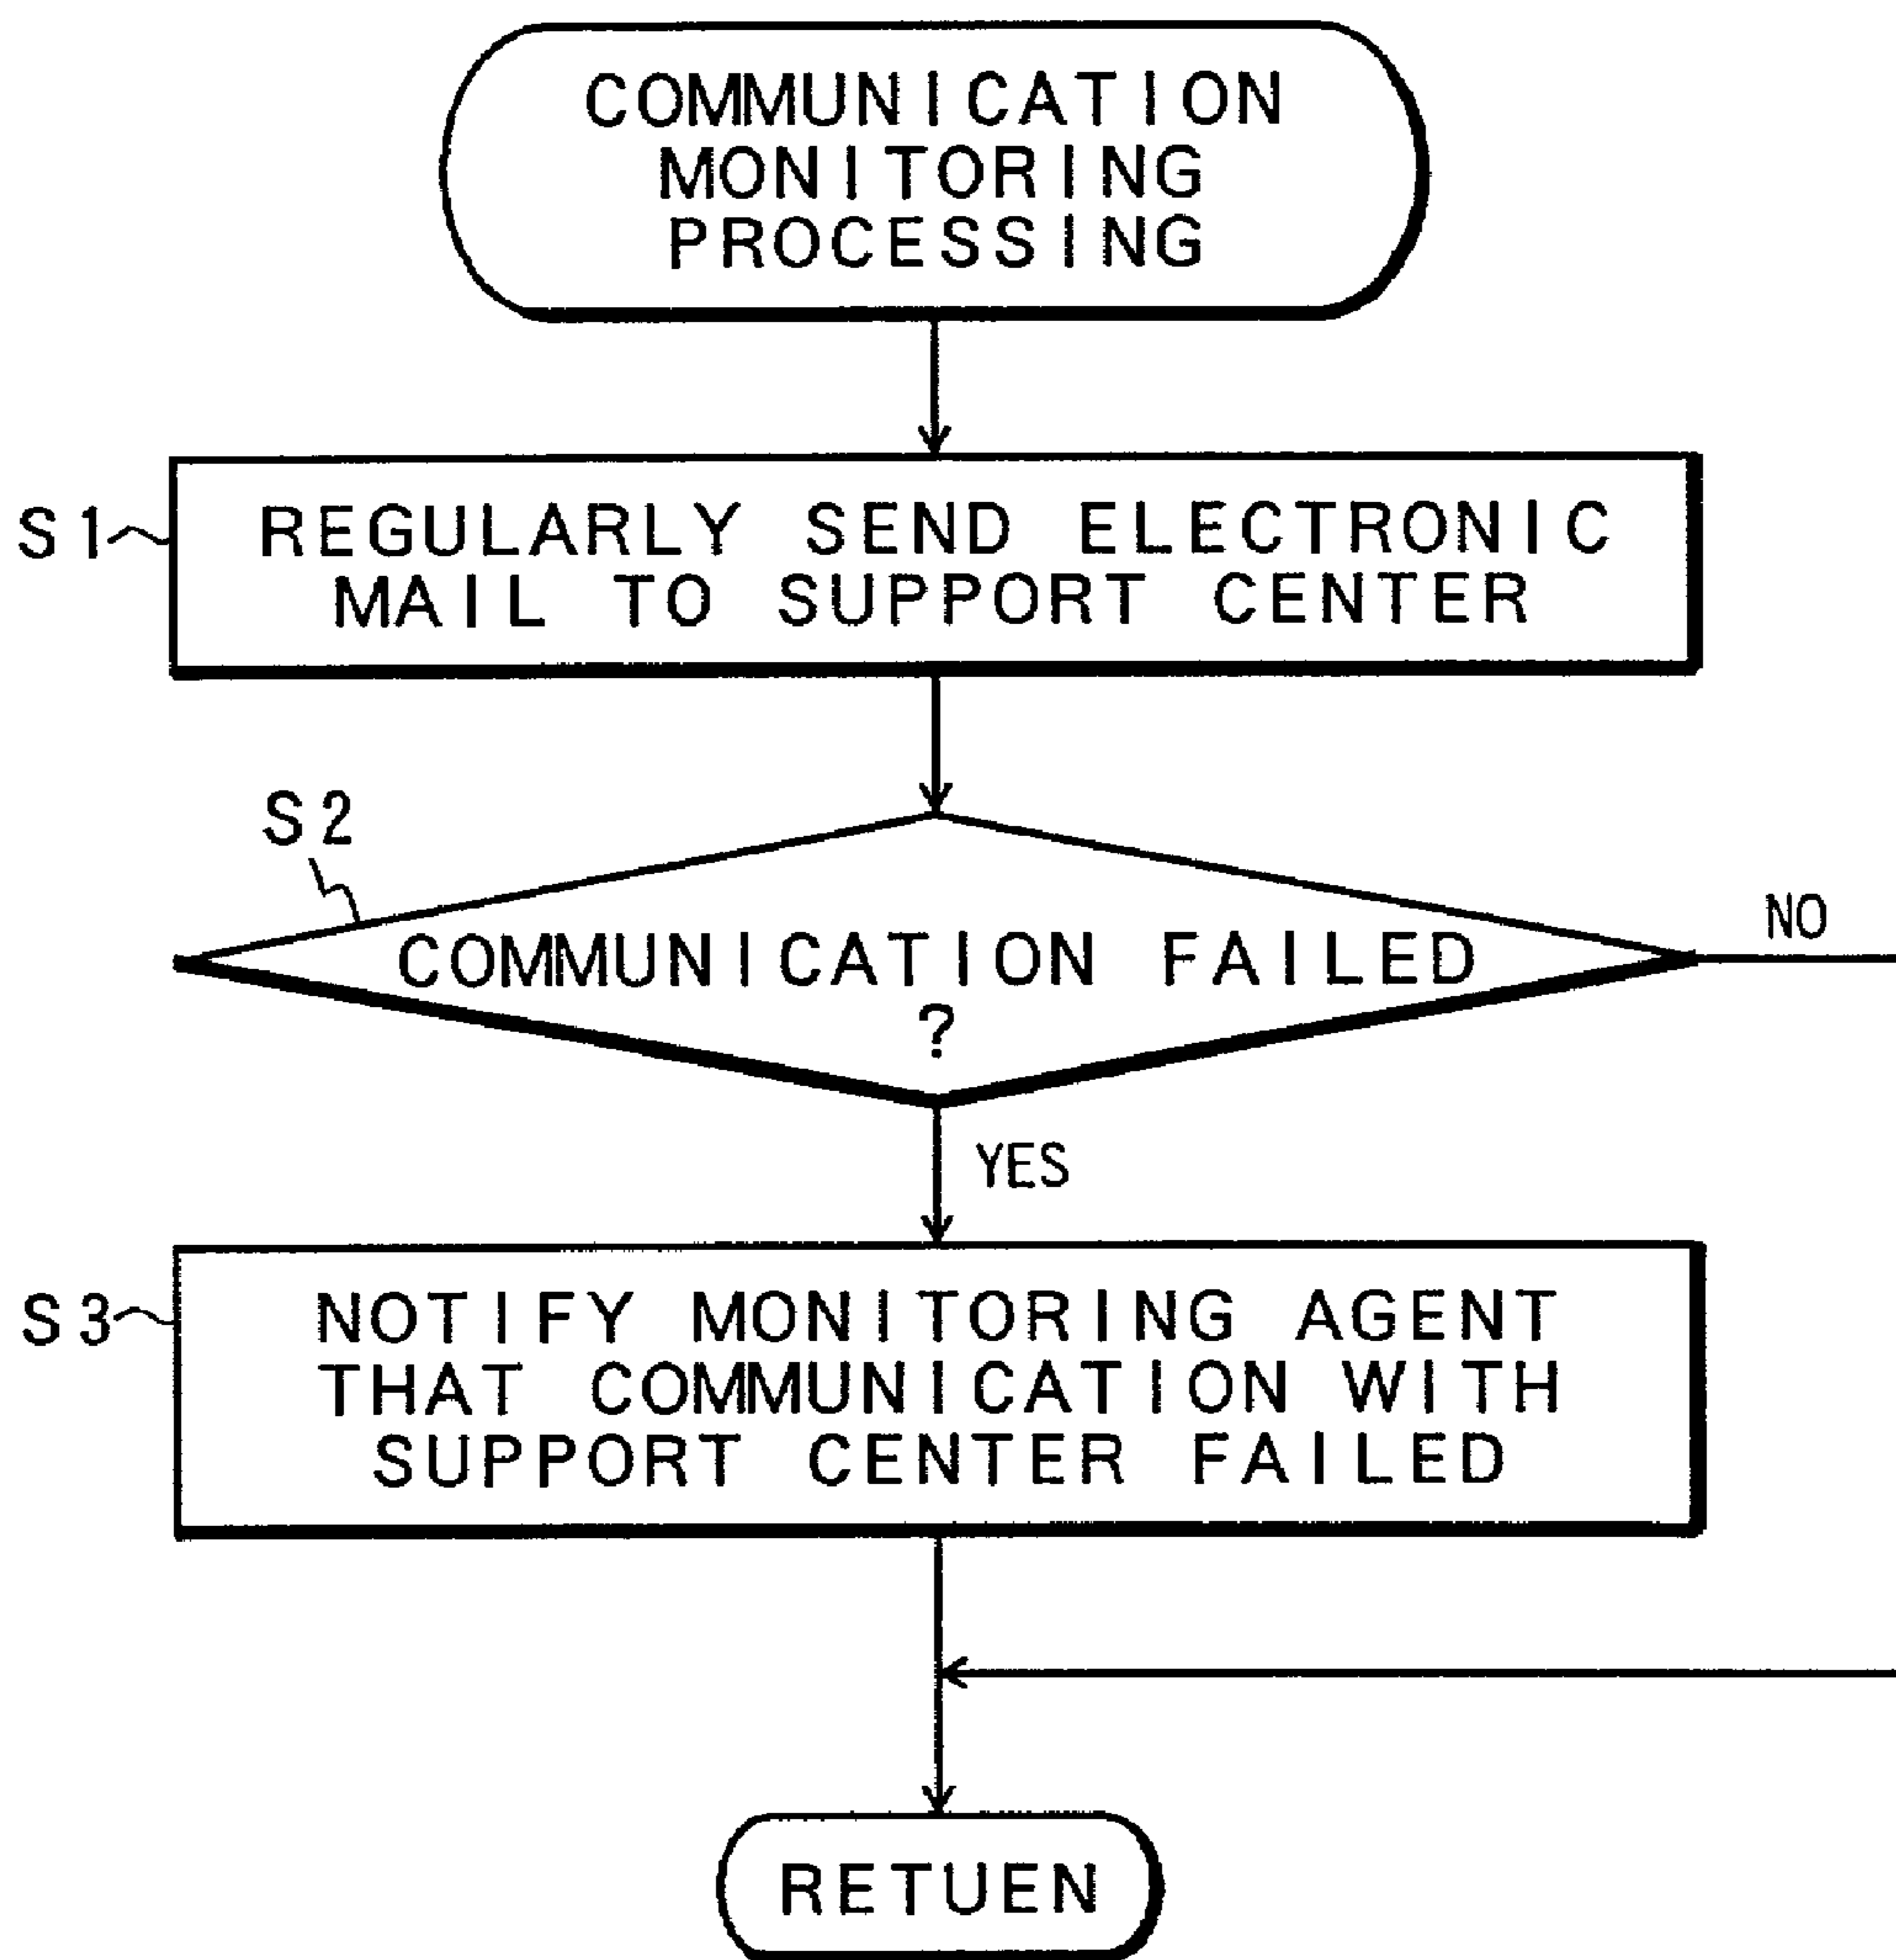 COMMUNICATION
MONITORING
PROCESSING
S1
REGULARLY SEND ELECTRONIC
MAIL TO SUPPORT CENTER
S2
COMMUNICATION FAILED
?
NO
YES
S3
NOTIFY MONITORING AGENT
THAT COMMUNICATION WITH
SUPPORT CENTER FAILED
RETUEN